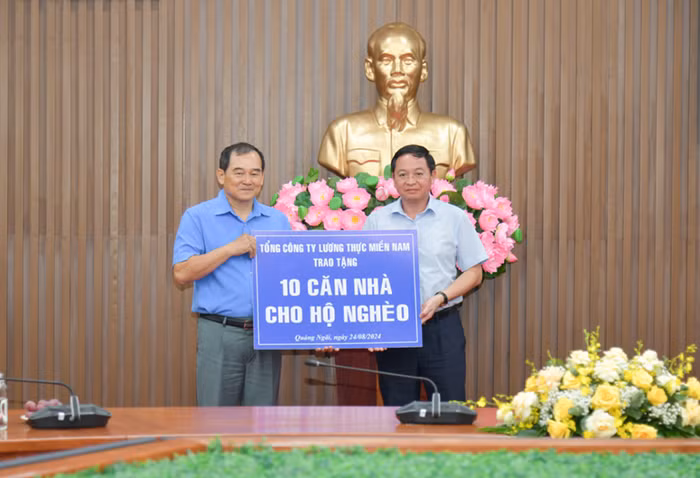 TỔNG CÔNG TY LƯƠNG THỰC MIỀN NAM
TRAO TẶNG
10 CĂN NHÀ
CHO HỘ NGHÈO
Quảng Ngãi, ngày 24/08/2024